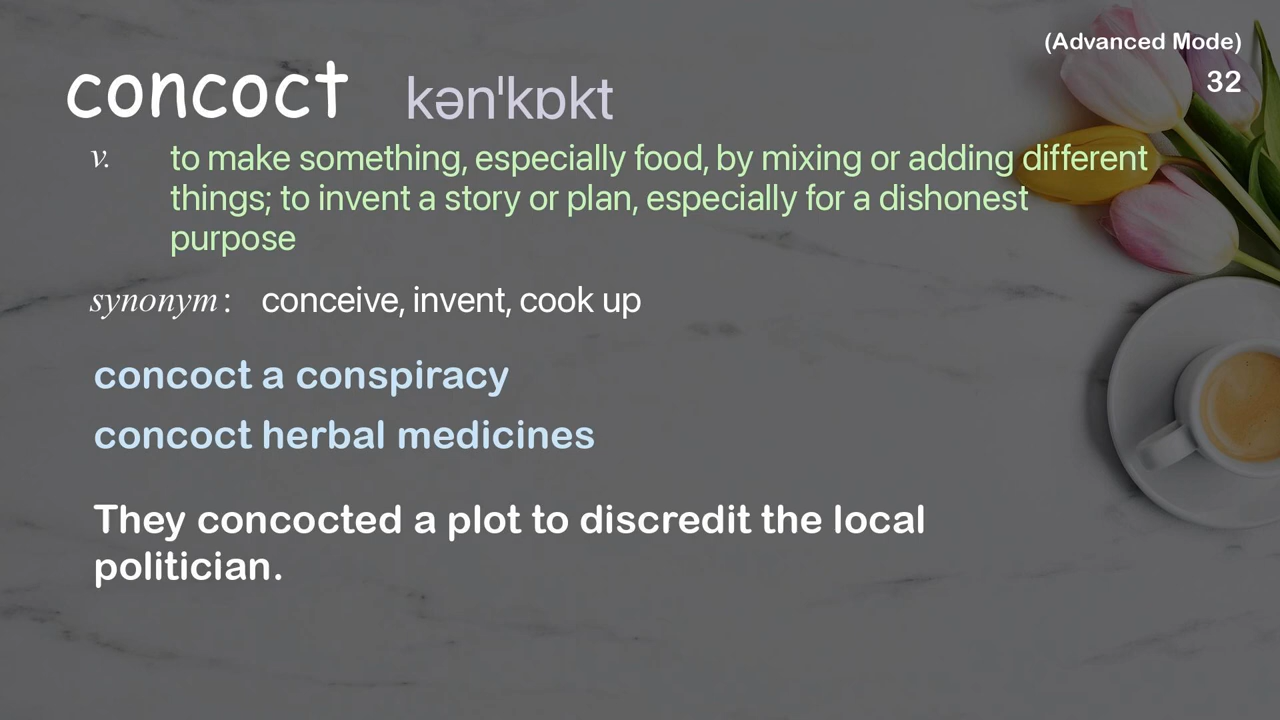 (Advanced Mode)
32
concoct kən'kɒkt
v. to make something, especially food, by mixing or adding different
things; to invent a story or plan, especially for a dishonest
purpose
synonym : conceive, invent, cook up
concoct a conspiracy
concoct herbal medicines
They concocted a plot to discredit the local
politician.